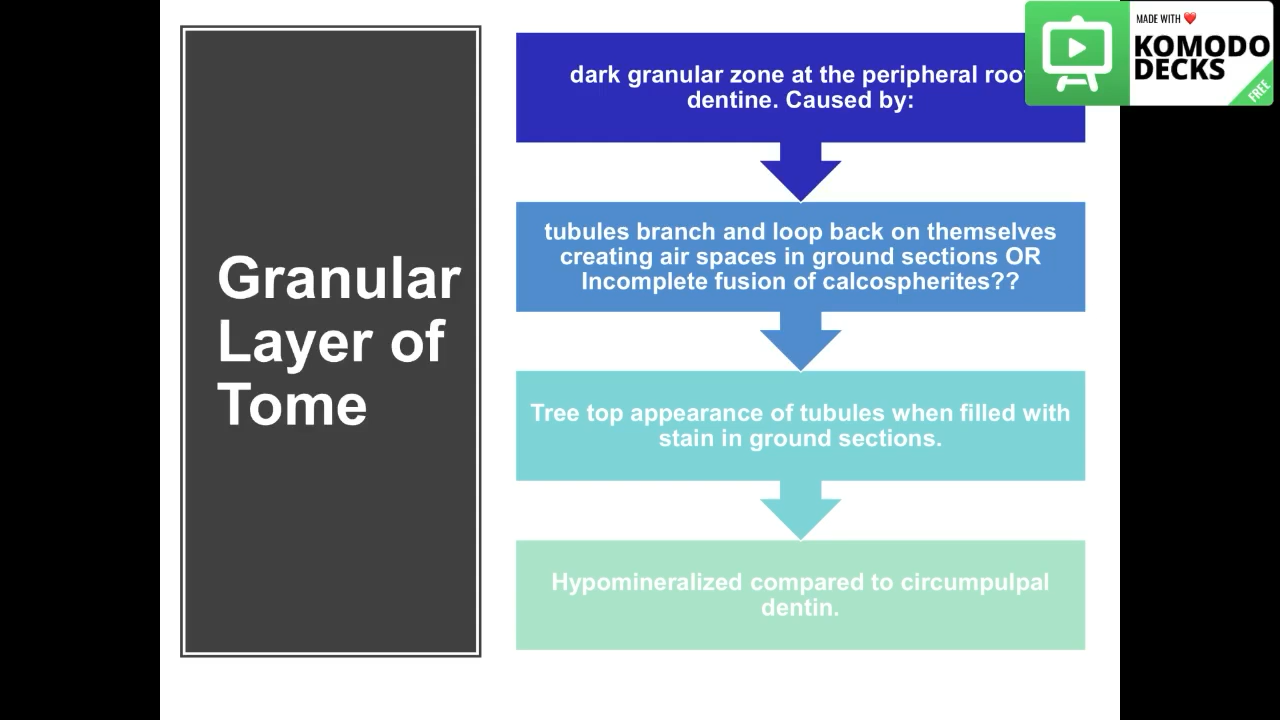 Granular
Layer of
Tome
dark granular zone at the peripheral root
dentine. Caused by:
tubules branch and loop back on themselves
creating air spaces in ground sections OR
Incomplete fusion of calcospherites??
Tree top appearance of tubules when filled with
stain in ground sections.
Hypomineralized compared to circumpulpal
dentin.
MADE WITH ❤️
KOMODO
DECKS
FREE